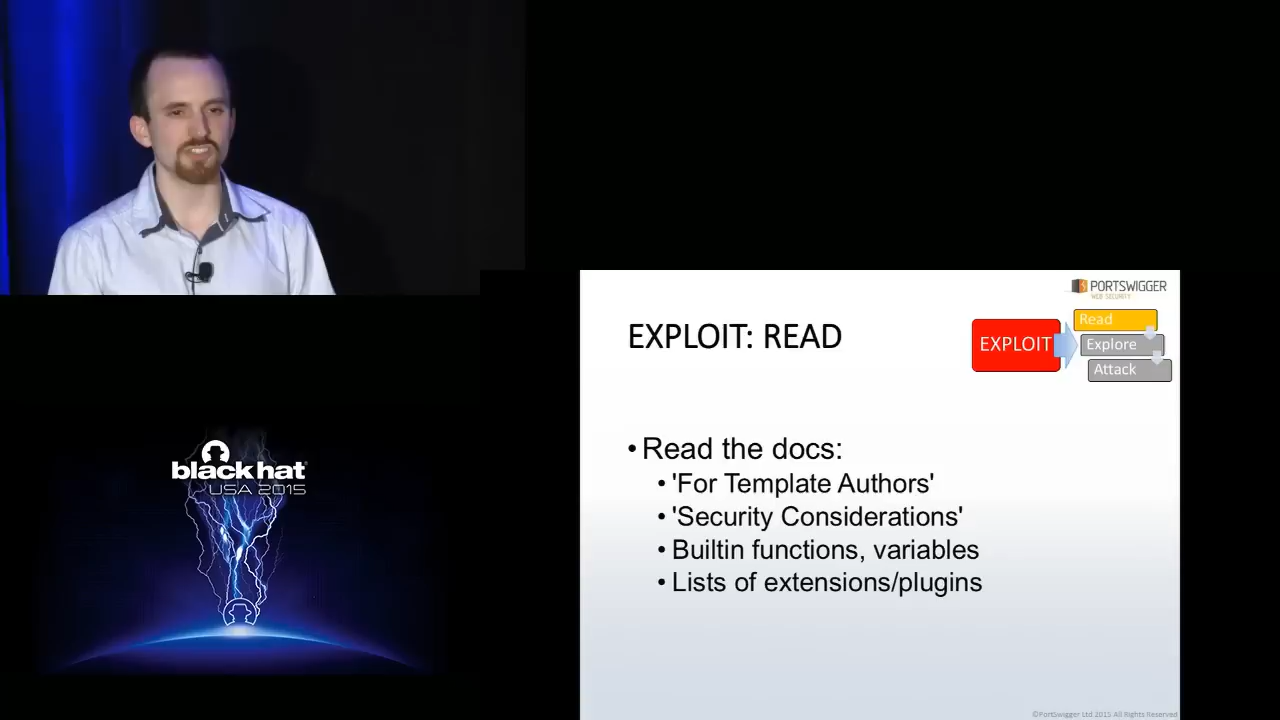 PORTSWIGGER
WEB SECURITY
EXPLOIT: READ
EXPLOIT
Read
Explore
Attack
• Read the docs:
• 'For Template Authors'
• 'Security Considerations'
• Builtin functions, variables
• Lists of extensions/plugins
black hat
USA 2015
©PortSwigger Ltd 2015 All Rights Reserved